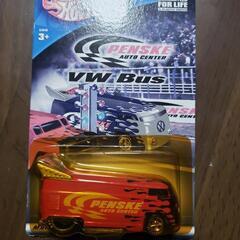 FOR LIFE
3+
PENSKE
AUTO CENTER
VW Bus
PENSKE
AUTO CENTER